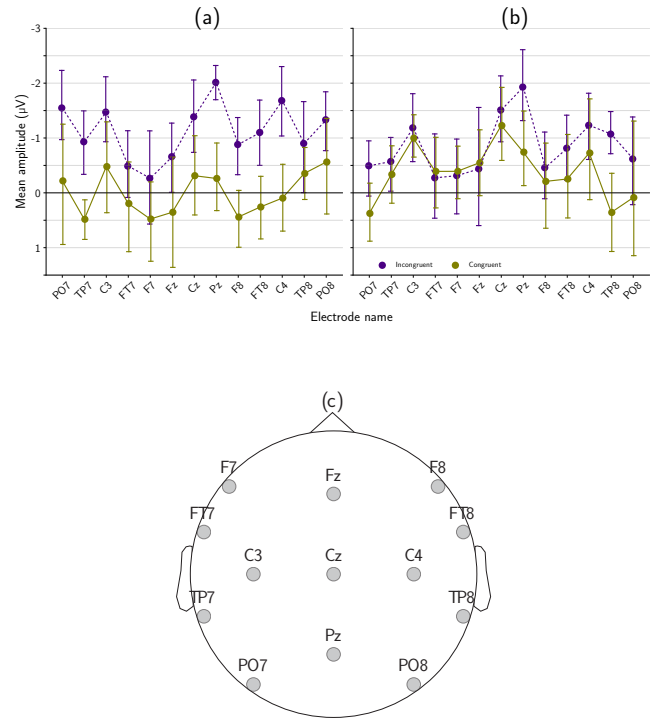 (a)
(b)
Mean amplitude (µV)
-3
-2
-1
0
1
PO7 TP7 C3 FT7 F7 Fz Cz Pz F8 FT8 C4 TP8 PO8
PO7 TP7 C3 FT7 F7 Fz Cz Pz F8 FT8 C4 TP8 PO8
Incongruent Congruent
Electrode name
(c)
F7 Fz F8
FT7 FT8
C3 Cz C4
TP7 TP8
Pz
PO7 PO8